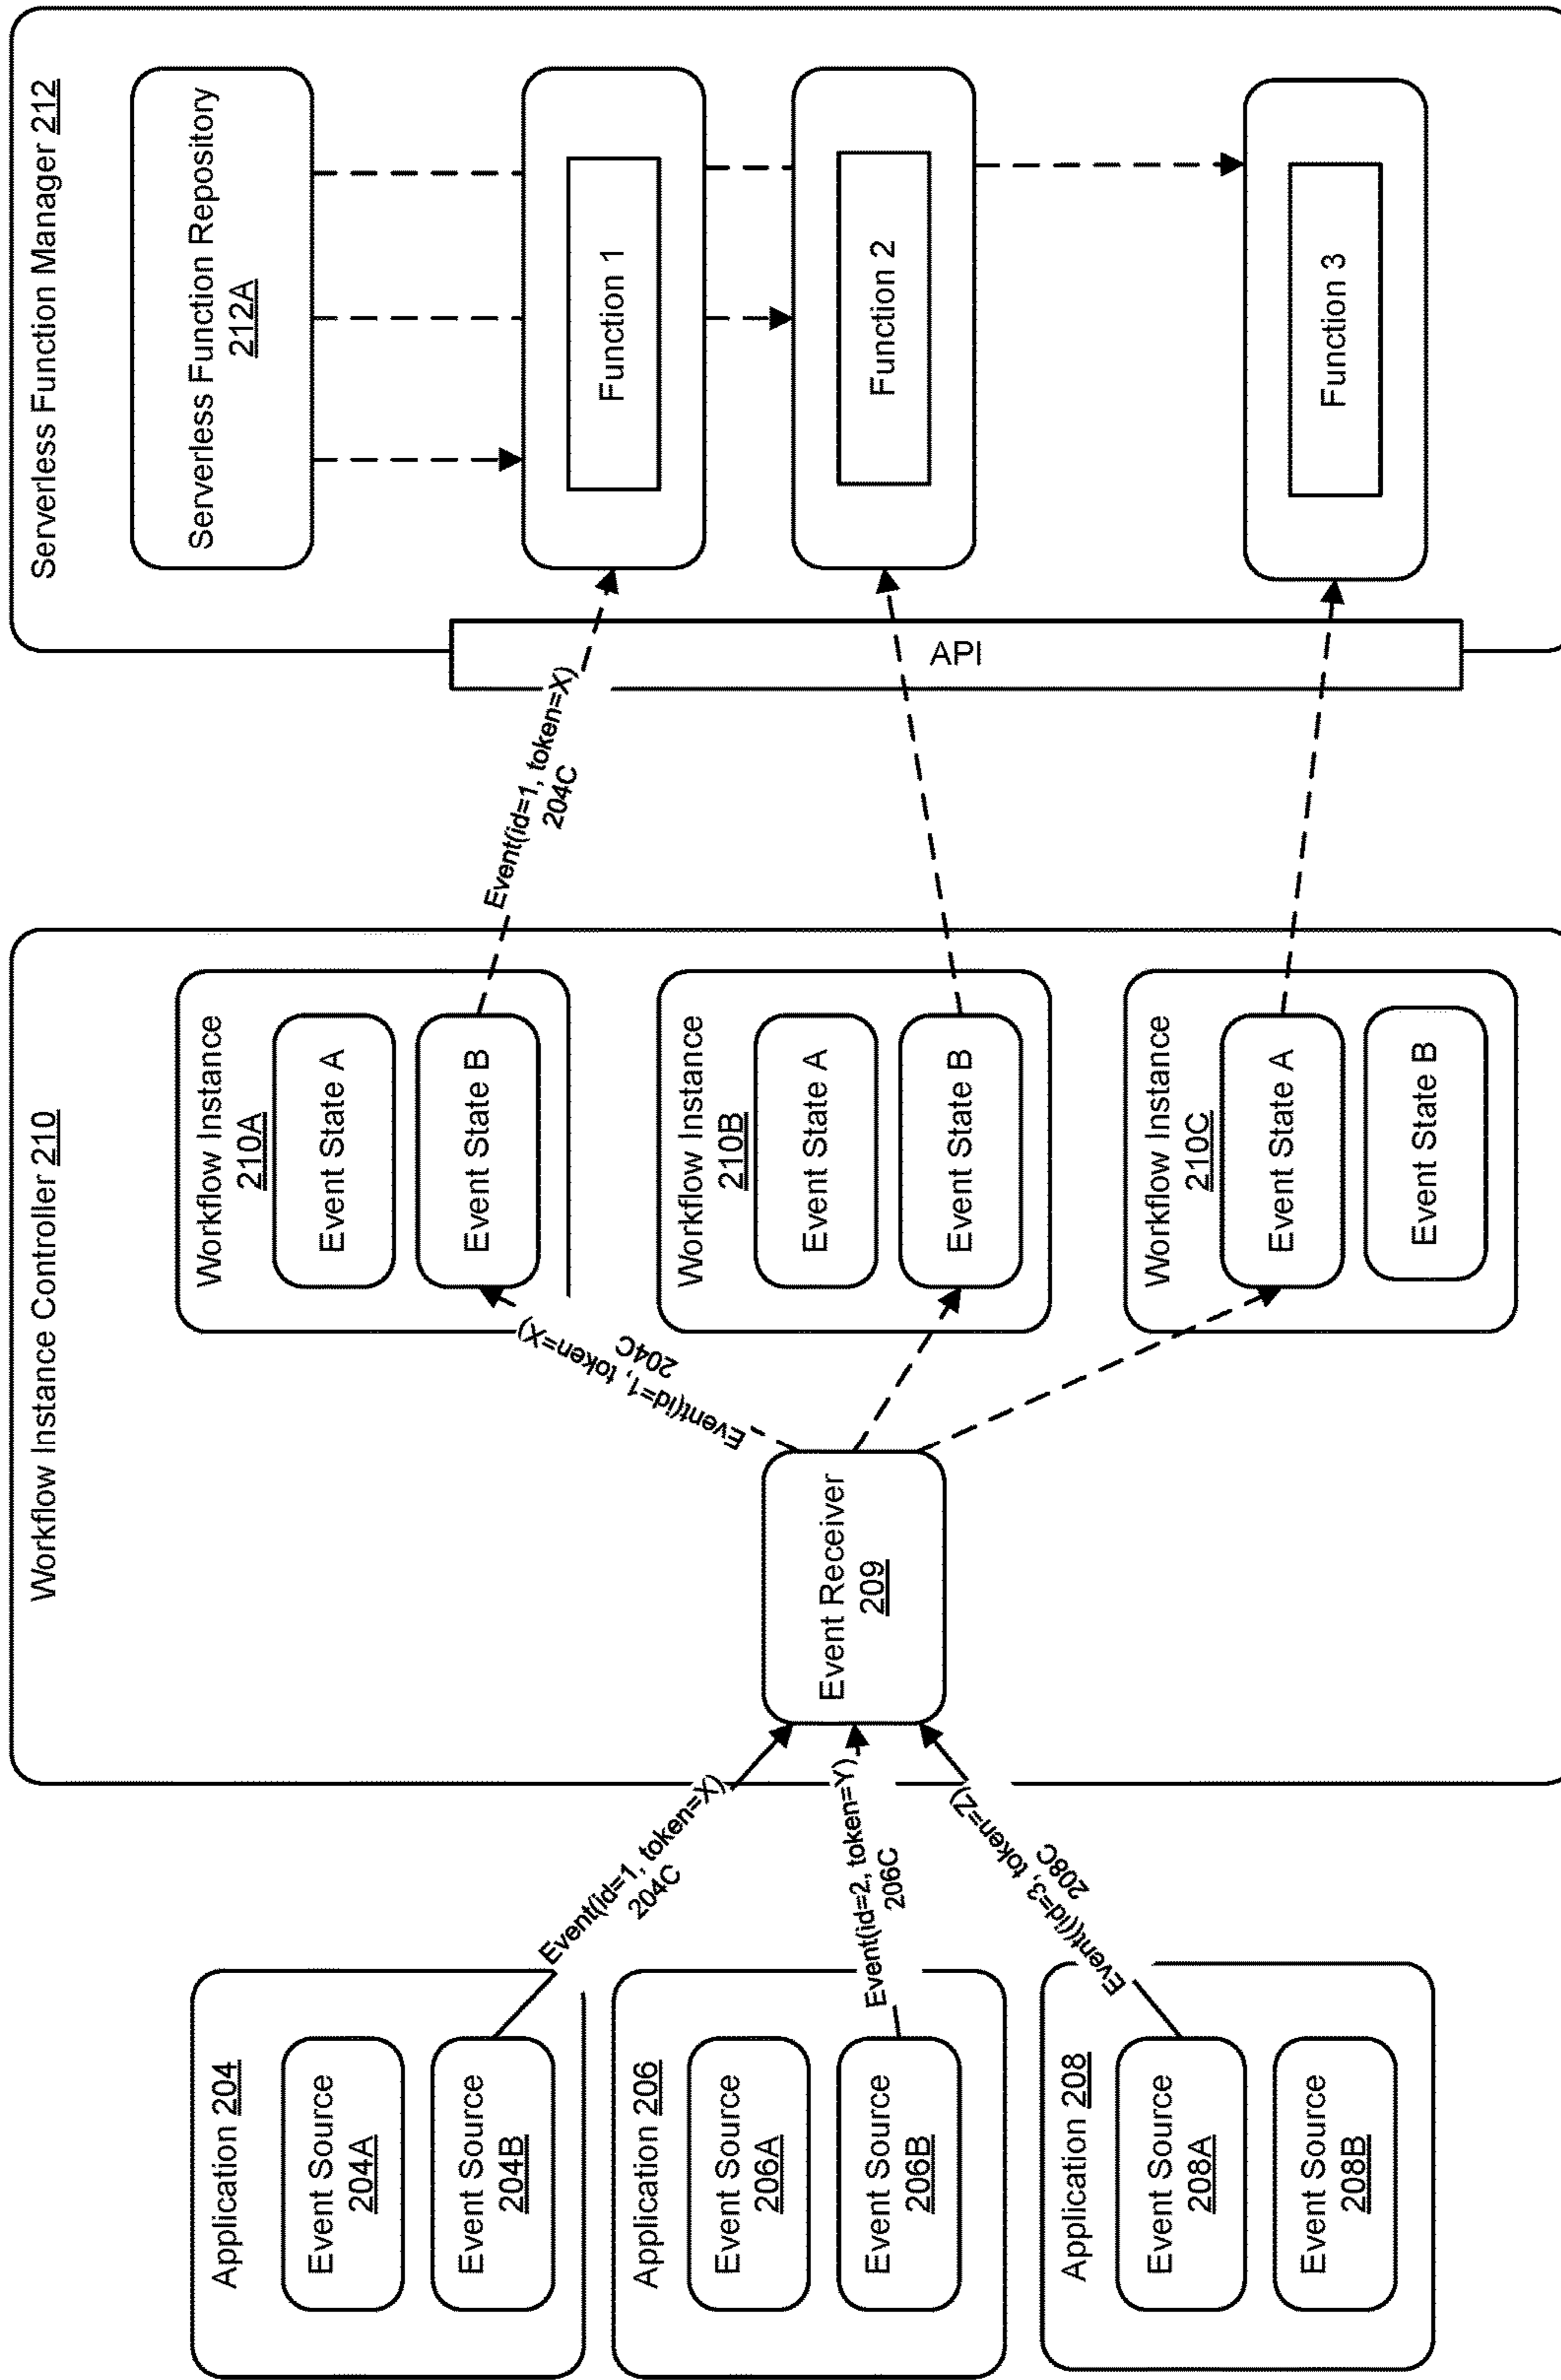 Application 204
Event Source
204A
Event Source
204B
Application 206
Event Source
206A
Event Source
206B
Application 208
Event Source
208A
Event Source
208B
Event(id=1, token=X)
204C
Event(id=2, token=Y)
206C
Event((id=3, token=Z)
208C
Workflow Instance Controller 210
Event Receiver
209
Event(id=1, token=X)
204C
Workflow Instance
210A
Event State A
Event State B
Workflow Instance
210B
Event State A
Event State B
Workflow Instance
210C
Event State A
Event State B
Event(id=1, token=X)
204C
API
Serverless Function Manager 212
Serverless Function Repository
212A
Function 1
Function 2
Function 3